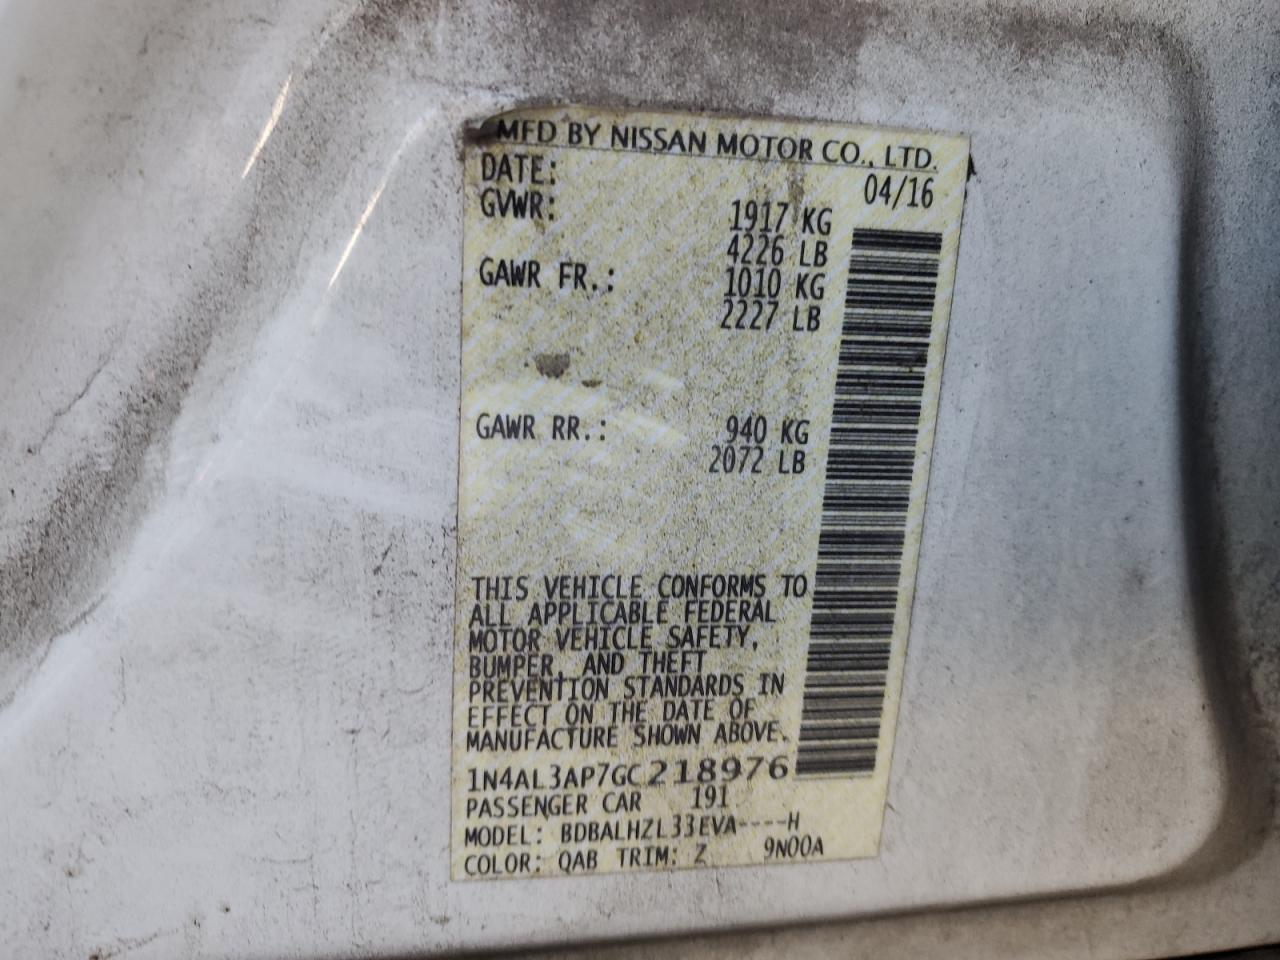 MFD BY NISSAN MOTOR CO., LTD.
DATE: 04/16
GVWR: 1917 KG
4226 LB
GAWR FR.: 1010 KG
2227 LB
GAWR RR.: 940 KG
2072 LB
THIS VEHICLE CONFORMS TO
ALL APPLICABLE FEDERAL
MOTOR VEHICLE SAFETY,
BUMPER, AND THEFT
PREVENTION STANDARDS IN
EFFECT ON THE DATE OF
MANUFACTURE SHOWN ABOVE.
1N4AL3AP7GC218976
PASSENGER CAR 191
MODEL: BDBALHZL33EVA----H
COLOR: QAB TRIM: Z 9N00A